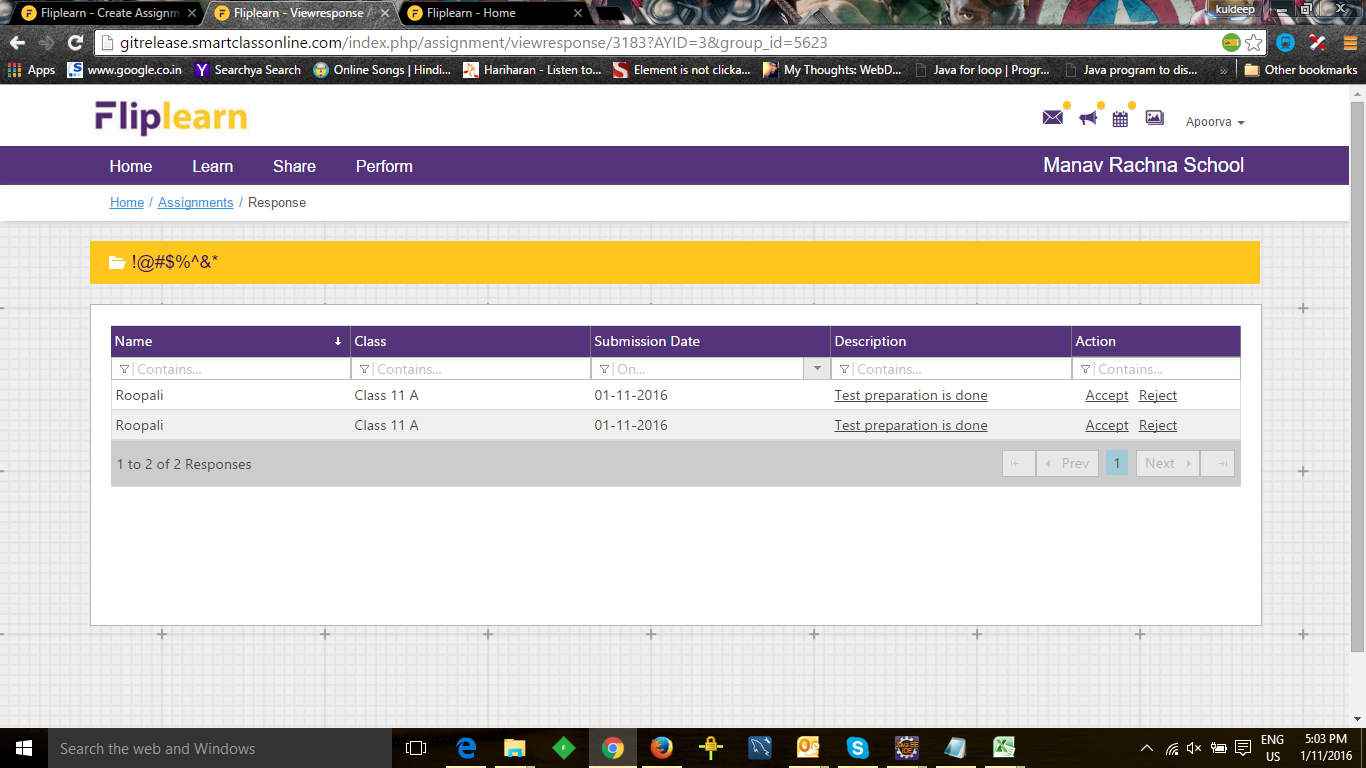 Fliplearn - Create Assignm
Fliplearn - Viewresponse /
Fliplearn - Home
kuldeep
gitrelease.smartclassonline.com/index.php/assignment/viewresponse/3183?AYID=3&group_id=5623
Apps
www.google.co.in
Searchya Search
Online Songs | Hindi...
Hariharan - Listen to...
Element is not clicka...
My Thoughts: WebD...
Java for loop | Progr...
Java program to dis...
»
Other bookmarks
Fliplearn
Apoorva
Home Learn Share Perform
Manav Rachna School
Home / Assignments / Response
!@#$%^&*
Name Class Submission Date Description Action
Contains... Contains... On... Contains... Contains...
Roopali Class 11 A 01-11-2016 Test preparation is done Accept Reject
Roopali Class 11 A 01-11-2016 Test preparation is done Accept Reject
1 to 2 of 2 Responses
Prev 1 Next
Search the web and Windows
ENG
US
5:03 PM
1/11/2016